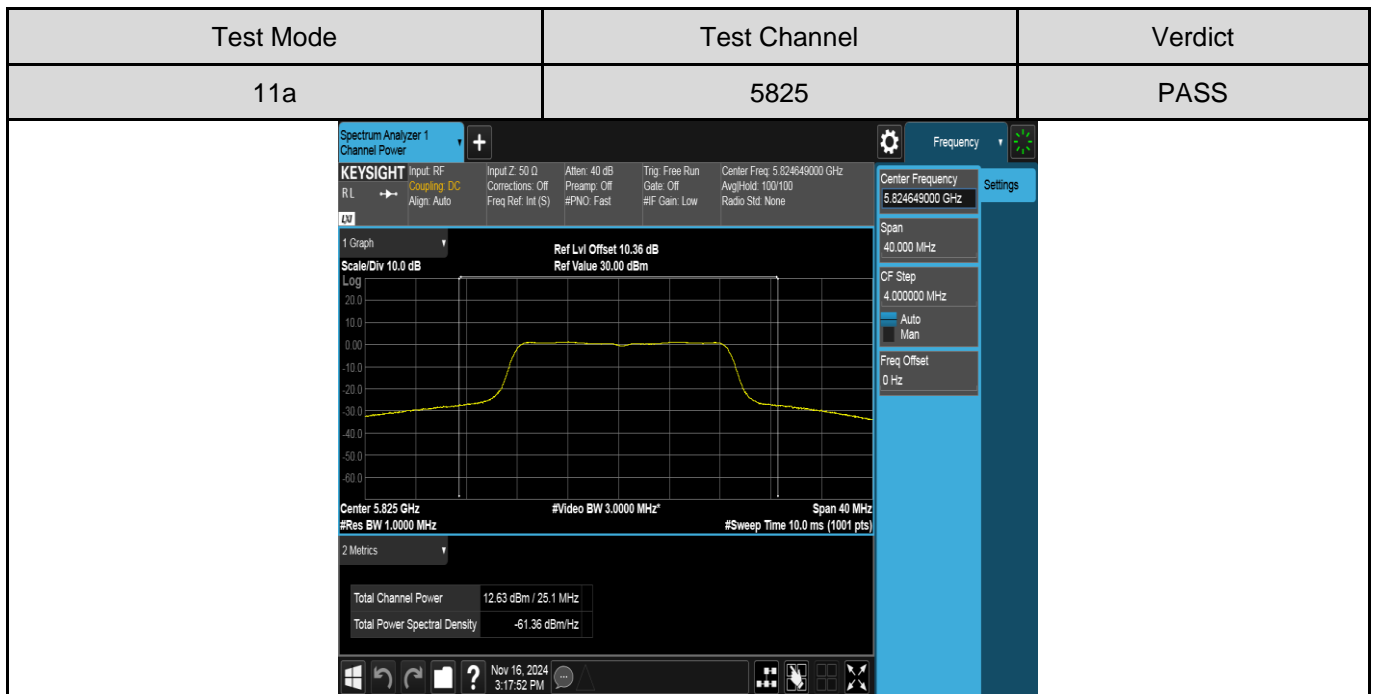 Test Mode Test Channel Verdict
11a 5825 PASS
Spectrum Analyzer 1
Channel Power
+
Frequency
KEYSIGHT Input: RF Input Z: 50 Ω Atten: 40 dB Trig: Free Run Center Freq: 5.824649000 GHz
RL Coupling: DC Corrections: Off Preamp: Off Gate: Off Avg|Hold: 100/100
Align: Auto Freq Ref: Int (S) #PNO: Fast #IF Gain: Low Radio Std: None
LXI
Center Frequency
5.824649000 GHz
Settings
Span
40.000 MHz
CF Step
4.000000 MHz
Auto
Man
Freq Offset
0 Hz
1 Graph
Ref Lvl Offset 10.36 dB
Scale/Div 10.0 dB Ref Value 30.00 dBm
Log
20.0
10.0
0.00
-10.0
-20.0
-30.0
-40.0
-50.0
-60.0
Center 5.825 GHz #Video BW 3.0000 MHz* Span 40 MHz
#Res BW 1.0000 MHz #Sweep Time 10.0 ms (1001 pts)
2 Metrics
Total Channel Power 12.63 dBm / 25.1 MHz
Total Power Spectral Density -61.36 dBm/Hz
? Nov 16, 2024
3:17:52 PM